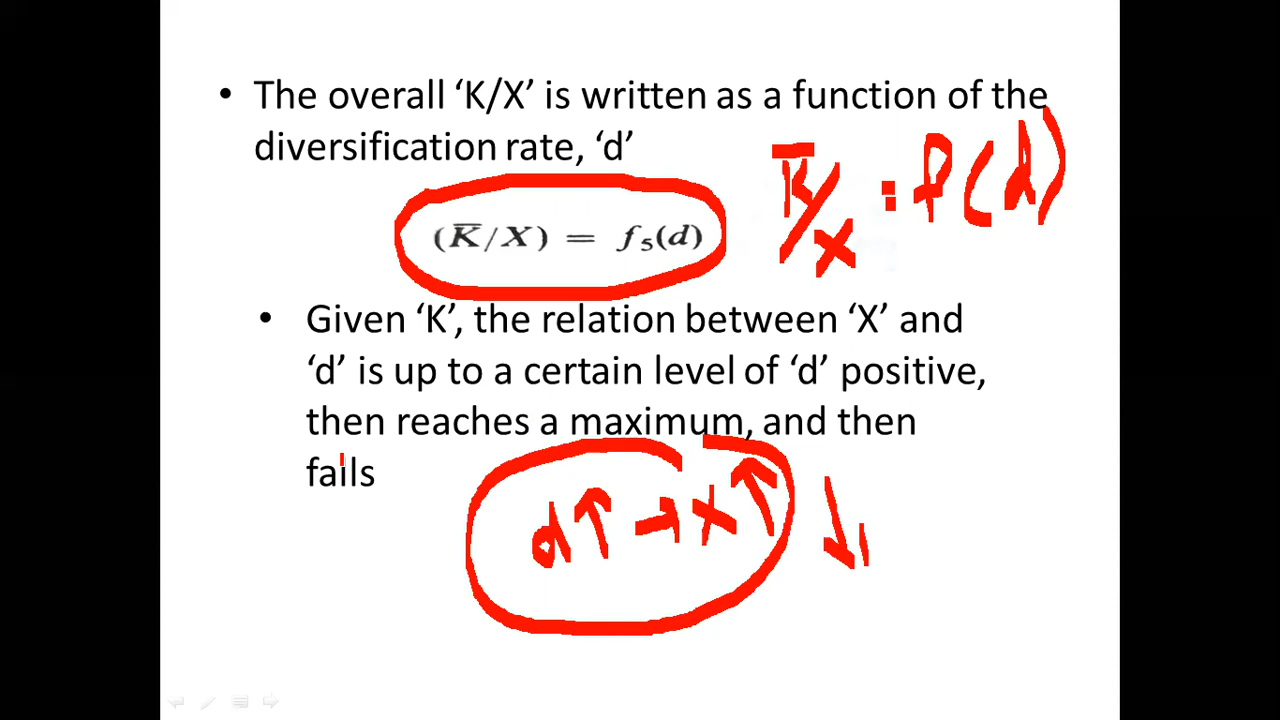 • The overall ‘K/X’ is written as a function of the
diversification rate, ‘d’
(K̅/X) = f₅(d)
K̅/X = f(d)
• Given ‘K’, the relation between ‘X’ and
‘d’ is up to a certain level of ‘d’ positive,
then reaches a maximum, and then
fails
d↑ → X↑ ↓